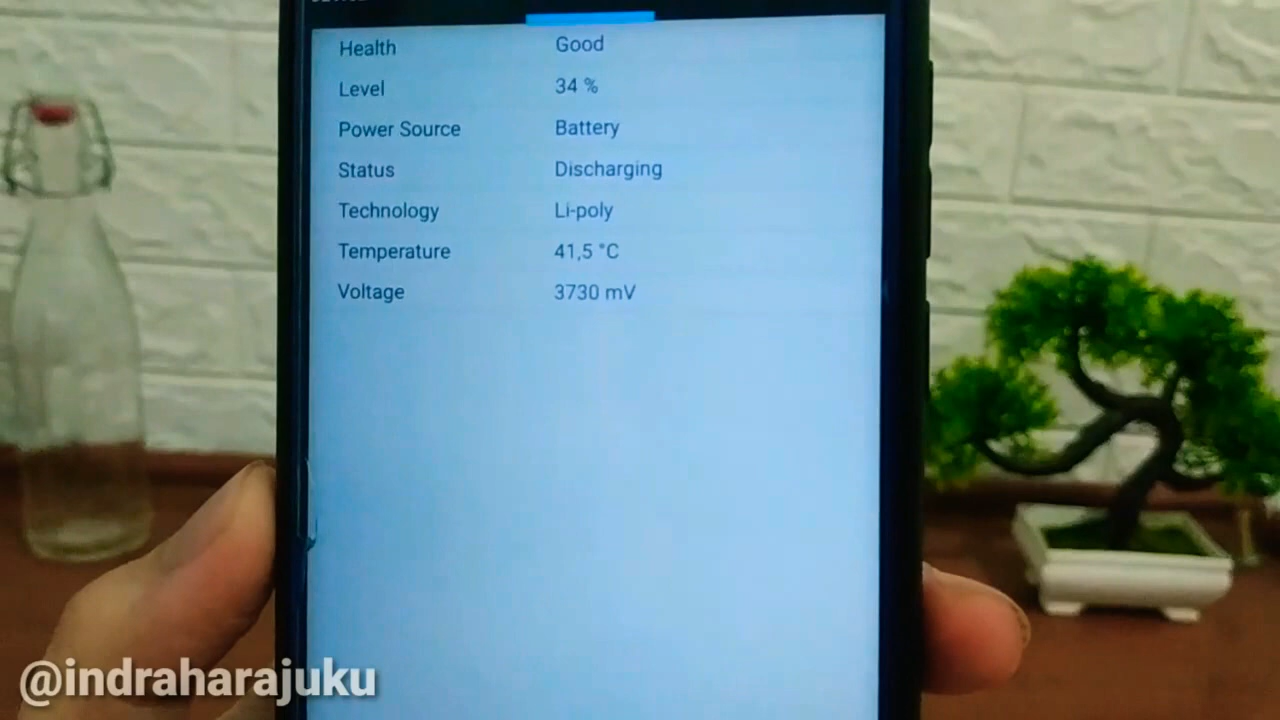 Health Good
Level 34 %
Power Source Battery
Status Discharging
Technology Li-poly
Temperature 41,5 °C
Voltage 3730 mV
@indraharajuku